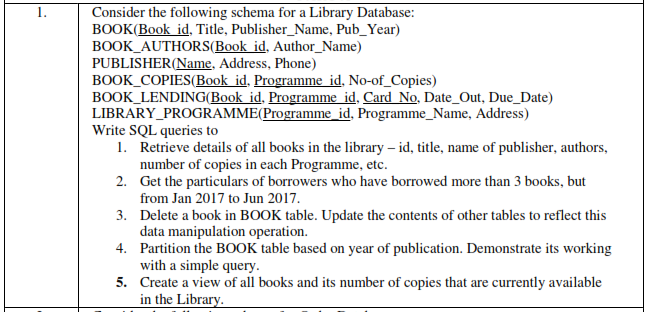 1. Consider the following schema for a Library Database:
BOOK(Book_id, Title, Publisher_Name, Pub_Year)
BOOK_AUTHORS(Book_id, Author_Name)
PUBLISHER(Name, Address, Phone)
BOOK_COPIES(Book_id, Programme_id, No-of_Copies)
BOOK_LENDING(Book_id, Programme_id, Card_No, Date_Out, Due_Date)
LIBRARY_PROGRAMME(Programme_id, Programme_Name, Address)
Write SQL queries to
1. Retrieve details of all books in the library – id, title, name of publisher, authors,
number of copies in each Programme, etc.
2. Get the particulars of borrowers who have borrowed more than 3 books, but
from Jan 2017 to Jun 2017.
3. Delete a book in BOOK table. Update the contents of other tables to reflect this
data manipulation operation.
4. Partition the BOOK table based on year of publication. Demonstrate its working
with a simple query.
5. Create a view of all books and its number of copies that are currently available
in the Library.